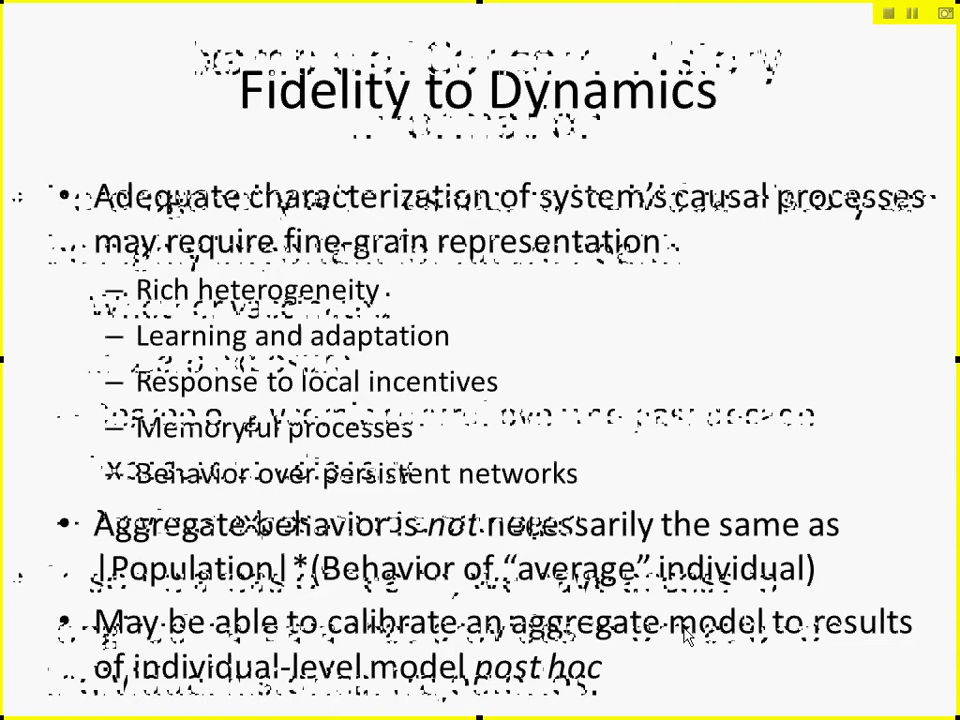 Fidelity to Dynamics
• Adequate characterization of system's causal processes
may require fine-grain representation
– Rich heterogeneity
– Learning and adaptation
– Response to local incentives
– Memoryful processes
– Behavior over persistent networks
• Aggregate behavior is not necessarily the same as
|Population|*(Behavior of “average” individual)
• May be able to calibrate an aggregate model to results
of individual-level model post hoc